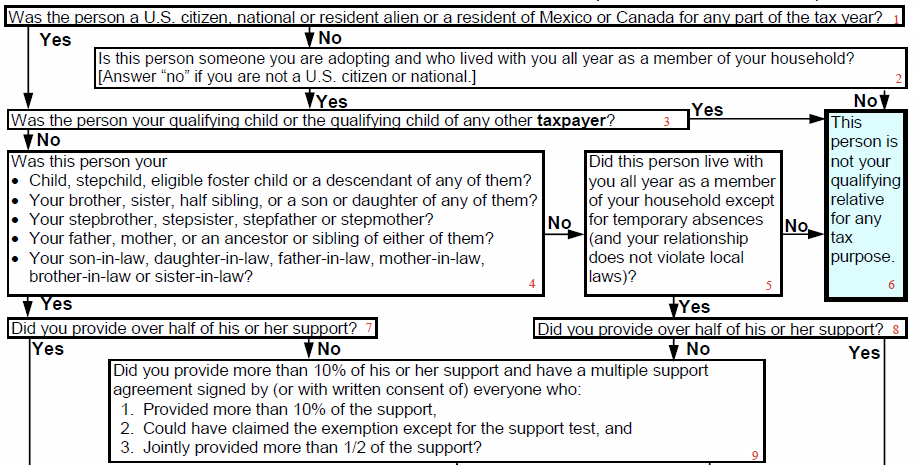 Was the person a U.S. citizen, national or resident alien or a resident of Mexico or Canada for any part of the tax year? 1
Yes
No
Is this person someone you are adopting and who lived with you all year as a member of your household?
[Answer “no” if you are not a U.S. citizen or national.] 2
Yes
No
Was the person your qualifying child or the qualifying child of any other taxpayer? 3
Yes
No
This
person is
not your
qualifying
relative
for any
tax
purpose.
6
Was this person your
• Child, stepchild, eligible foster child or a descendant of any of them?
• Your brother, sister, half sibling, or a son or daughter of any of them?
• Your stepbrother, stepsister, stepfather or stepmother?
• Your father, mother, or an ancestor or sibling of either of them?
• Your son-in-law, daughter-in-law, father-in-law, mother-in-law,
brother-in-law or sister-in-law? 4
No
Did this person live with
you all year as a member
of your household except
for temporary absences
(and your relationship
does not violate local
laws)? 5
No
Yes
Yes
Did you provide over half of his or her support? 7
Did you provide over half of his or her support? 8
Yes
No
No
Yes
Did you provide more than 10% of his or her support and have a multiple support
agreement signed by (or with written consent of) everyone who:
1. Provided more than 10% of the support,
2. Could have claimed the exemption except for the support test, and
3. Jointly provided more than 1/2 of the support?
9